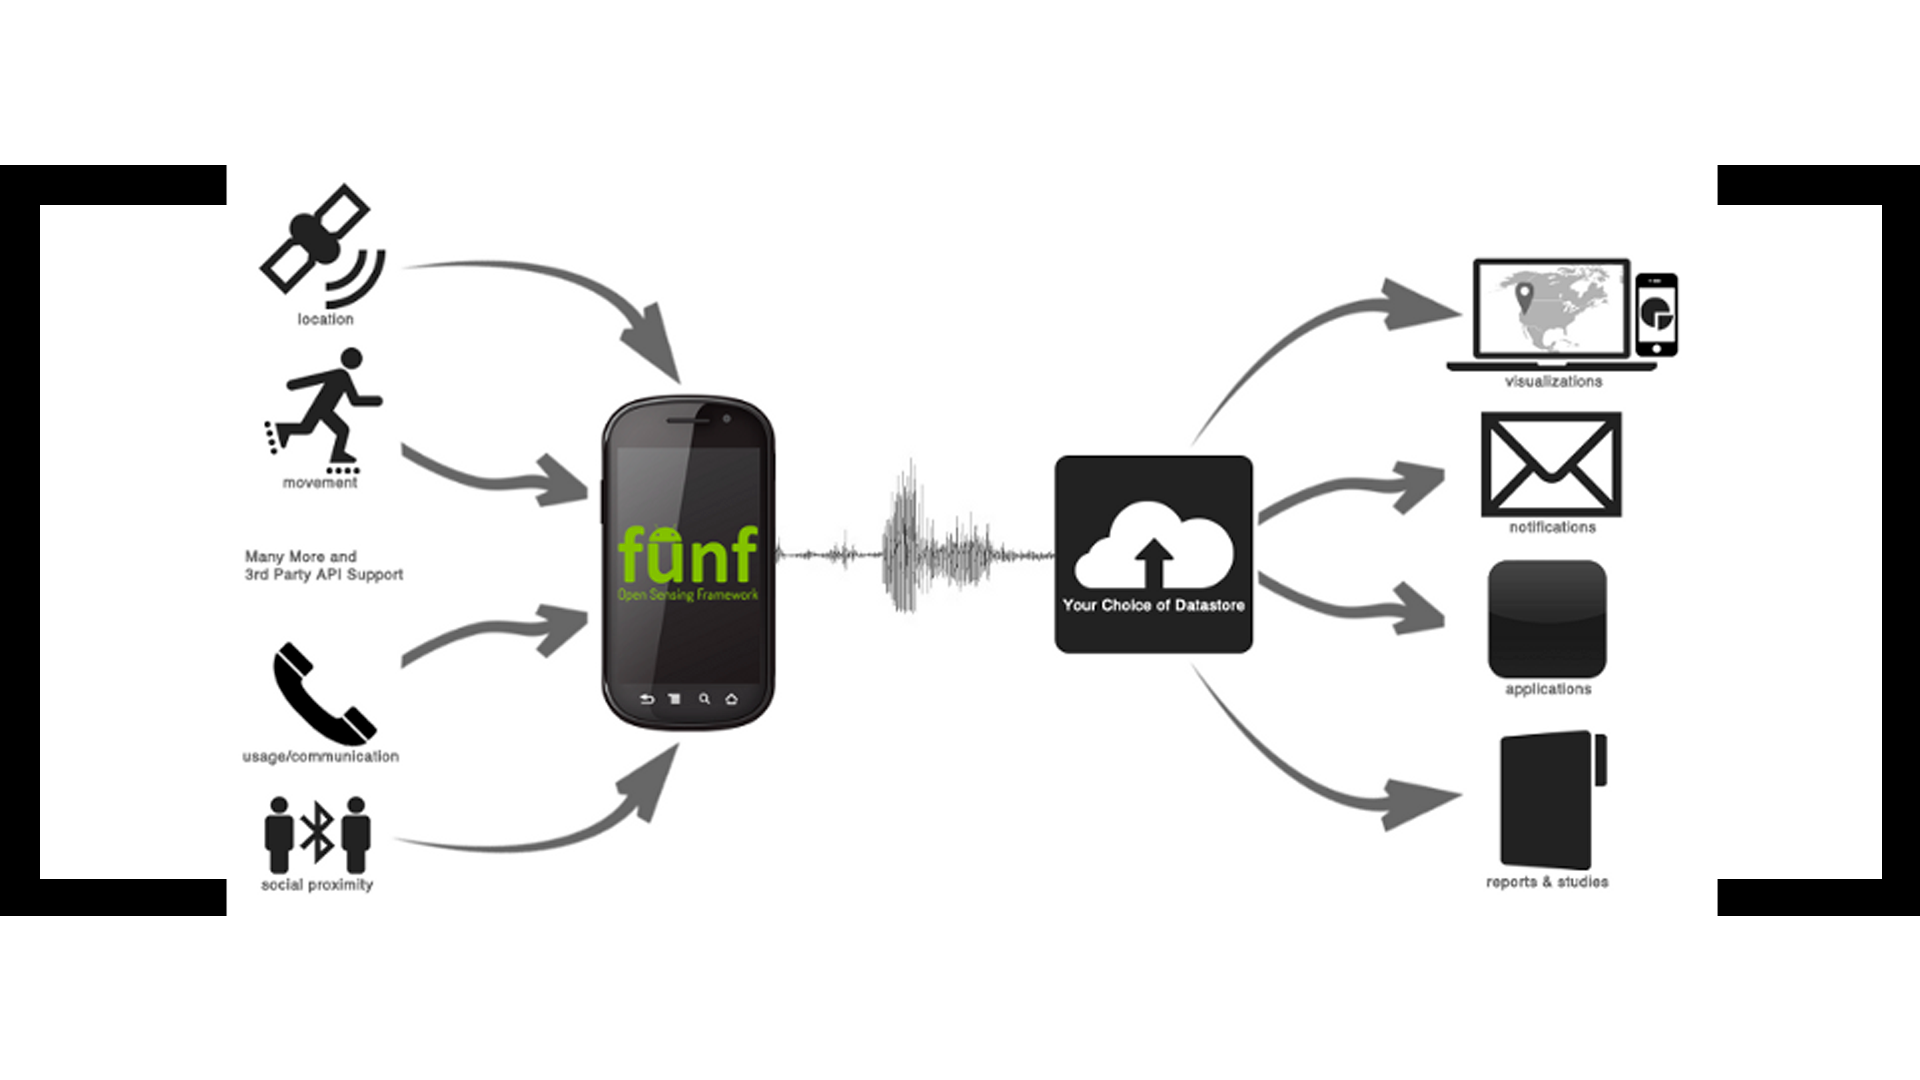 location
movement
Many More and
3rd Party API Support
usage/communication
social proximity
funf
Open Sensing Framework
Your Choice of Datastore
visualizations
notifications
applications
reports & studies